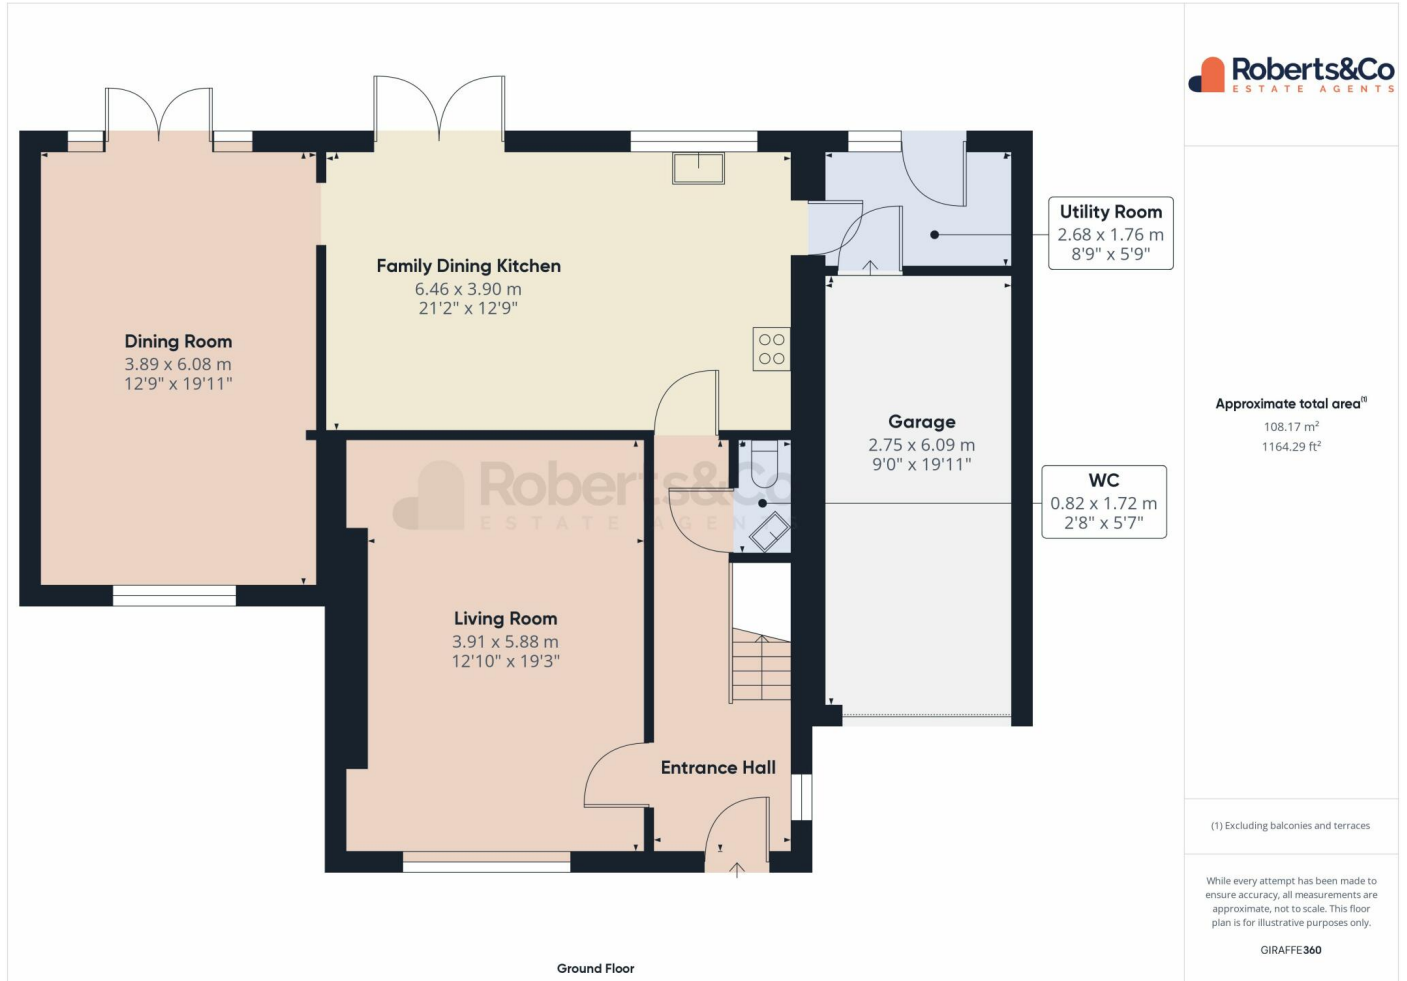 Roberts&Co
ESTATE AGENTS
Utility Room
2.68 x 1.76 m
8'9" x 5'9"
Family Dining Kitchen
6.46 x 3.90 m
21'2" x 12'9"
Dining Room
3.89 x 6.08 m
12'9" x 19'11"
Garage
2.75 x 6.09 m
9'0" x 19'11"
Approximate total area(1)
108.17 m²
1164.29 ft²
WC
0.82 x 1.72 m
2'8" x 5'7"
Roberts&Co
ESTATE AGENTS
Living Room
3.91 x 5.88 m
12'10" x 19'3"
Entrance Hall
(1) Excluding balconies and terraces
While every attempt has been made to
ensure accuracy, all measurements are
approximate, not to scale. This floor
plan is for illustrative purposes only.
GIRAFFE360
Ground Floor